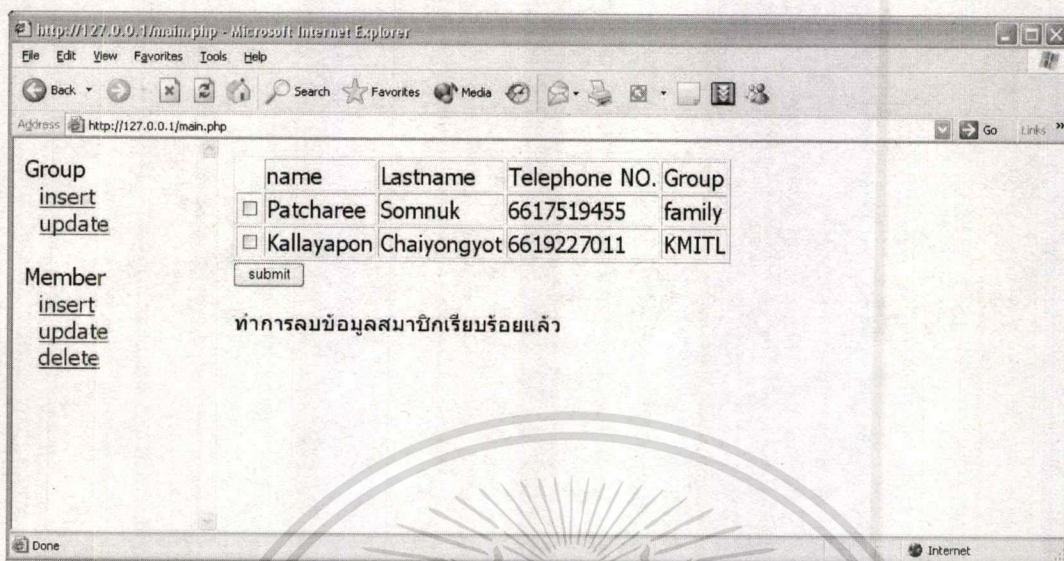 http://127.0.0.1/main.php - Microsoft Internet Explorer
File Edit View Favorites Tools Help
Back Search Favorites Media
Address http://127.0.0.1/main.php Go Links »
Group
insert
update
Member
insert
update
delete
name Lastname Telephone NO. Group
Patcharee Somnuk 6617519455 family
Kallayapon Chaiyongyot 6619227011 KMITL
submit
ทำการลบข้อมูลสมาชิกเรียบร้อยแล้ว
Done Internet